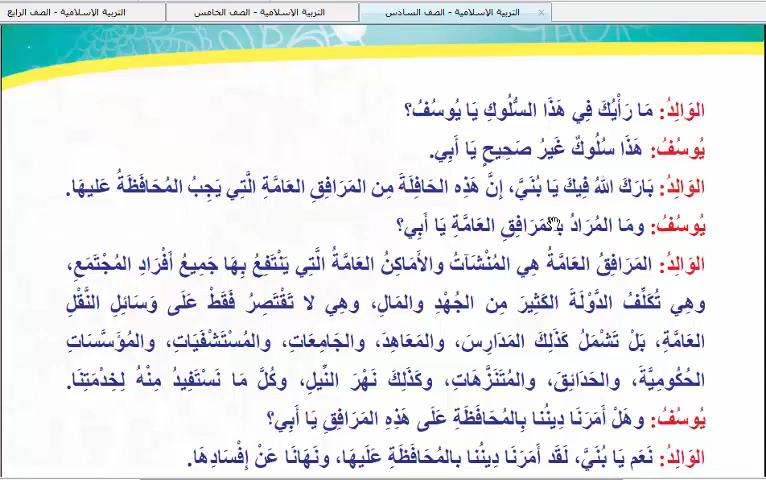 التربية الإسلامية - الصف السادس
التربية الإسلامية - الصف الخامس
التربية الإسلامية - الصف الرابع
الوَالِدُ: مَا رَأْيُكَ فِي هَذَا السُّلُوكِ يَا يُوسُفُ؟
يُوسُفُ: هَذَا سُلُوكٌ غَيرُ صَحِيحٍ يَا أَبِي.
الوَالِدُ: بَارَكَ اللهُ فِيكَ يَا بُنَيَّ، إِنَّ هَذِهِ الحَافِلَةَ مِن المَرَافِقِ العَامَّةِ الَّتِي يَجِبُ المُحَافَظَةُ عَليهَا.
يُوسُفُ: ومَا المُرَادُ بِالمَرَافِقِ العَامَّةِ يَا أَبِي؟
الوَالِدُ: المَرَافِقُ العَامَّةُ هِي المُنْشَآتُ والأَمَاكِنُ العَامَّةُ الَّتِي يَنْتَفِعُ بِهَا جَمِيعُ أَفْرَادِ المُجْتَمَعِ،
وهِي تُكَلِّفُ الدَّوْلَةَ الكَثِيرَ مِن الجُهْدِ والمَالِ، وهِي لا تَقْتَصِرُ فَقَطْ عَلَى وَسَائِلِ النَّقْلِ
العَامَّةِ، بَلْ تَشْمَلُ كَذَلِكَ المَدَارِسَ، والمَعَاهِدَ، والجَامِعَاتِ، والمُسْتَشْفَيَاتِ، والمُؤَسَّسَاتِ
الحُكُومِيَّةَ، والحَدَائِقَ، والمُتَنَزَّهَاتِ، وكَذَلِكَ نَهْرَ النِّيلِ، وكُلَّ مَا نَسْتَفِيدُ مِنْهُ لِخِدْمَتِنَا.
يُوسُفُ: وهَلْ أَمَرَنَا دِينُنا بِالمُحَافَظَةِ عَلَى هَذِهِ المَرَافِقِ يَا أَبِي؟
الوَالِدُ: نَعَم يَا بُنَيَّ، لَقَد أَمَرَنَا دِينُنا بالمُحَافَظَةِ عَلَيهَا، ونَهَانَا عَنْ إِفْسَادِهَا.